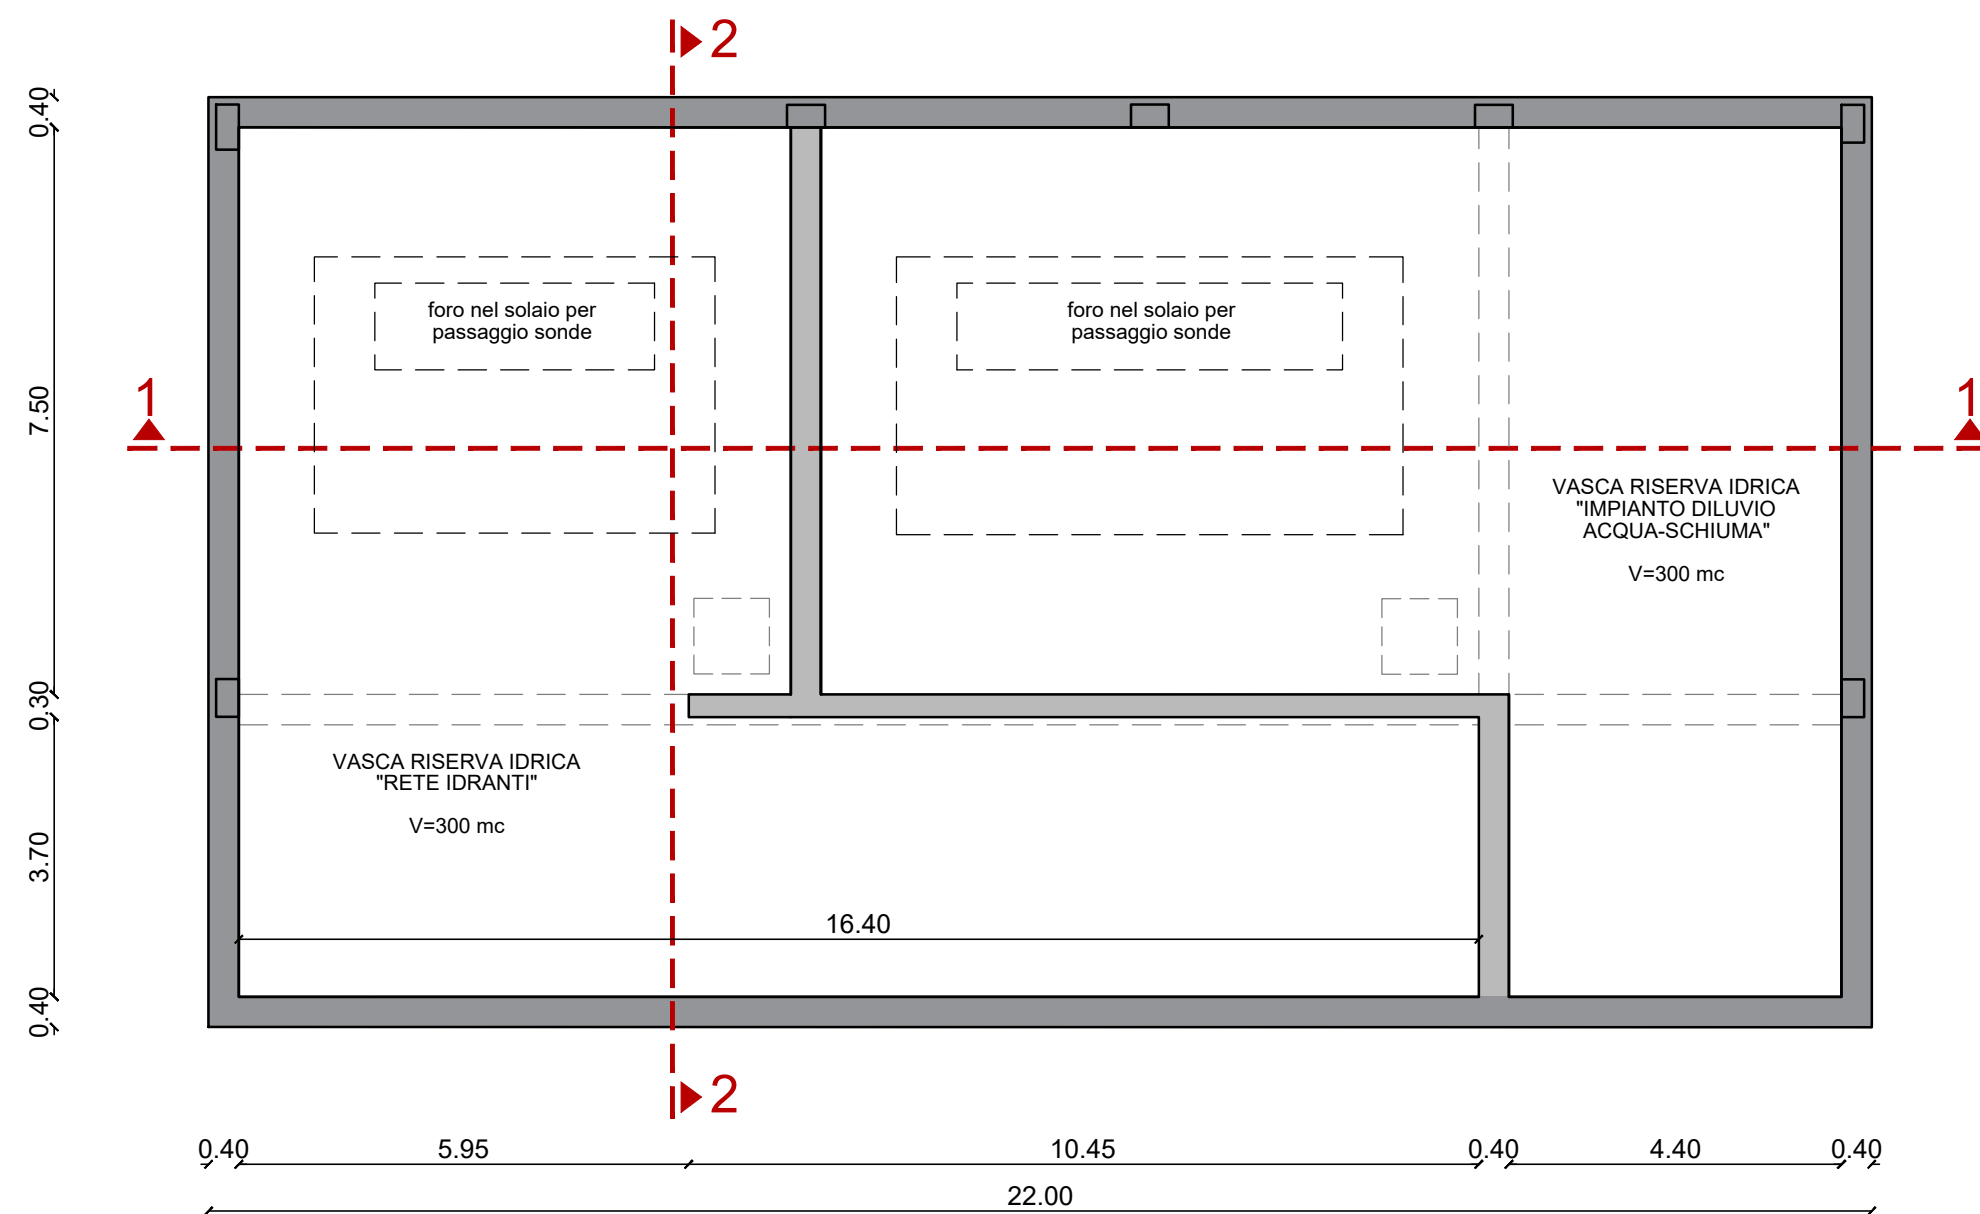 2
0.40
foro nel solaio per
passaggio sonde
foro nel solaio per
passaggio sonde
1
1
7.50
VASCA RISERVA IDRICA
"IMPIANTO DILUVIO
ACQUA-SCHIUMA"
V=300 mc
0.30
VASCA RISERVA IDRICA
"RETE IDRANTI"
V=300 mc
3.70
16.40
0.40
2
0.40
5.95
10.45
0.40
4.40
0.40
22.00